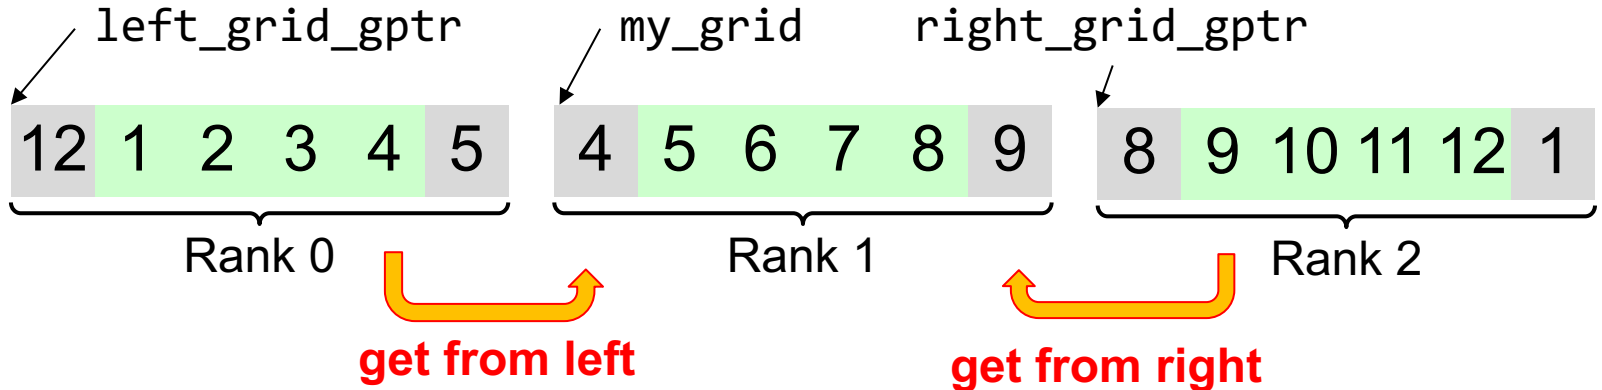 left_grid_gptr my_grid right_grid_gptr
12 1 2 3 4 5 4 5 6 7 8 9 8 9 10 11 12 1
Rank 0 Rank 1 Rank 2
get from left get from right